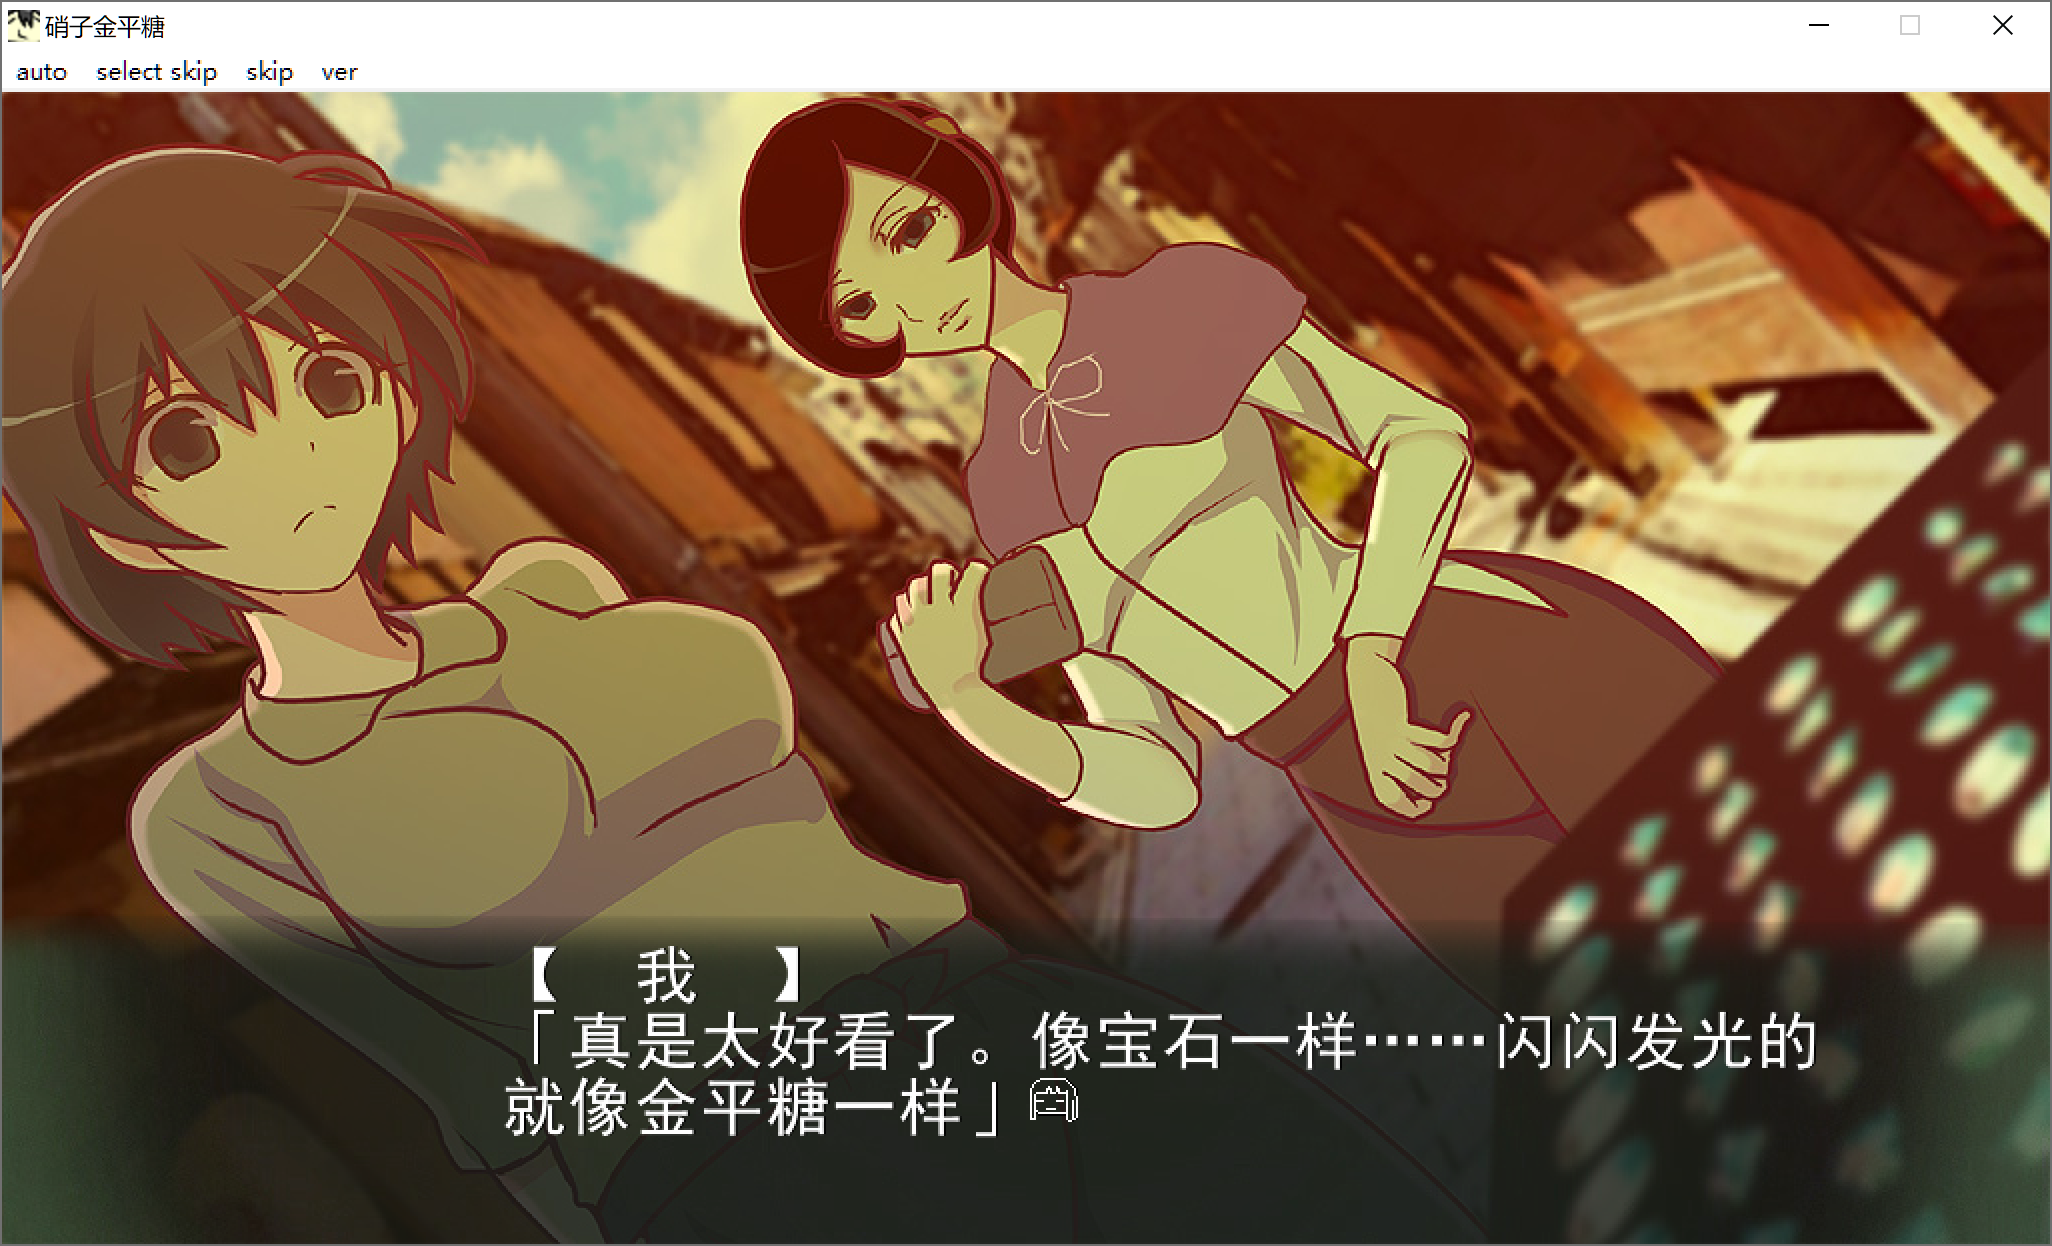 硝子金平糖
auto select skip skip ver
【 我 】
「真是太好看了。像宝石一样……闪闪发光的
就像金平糖一样」